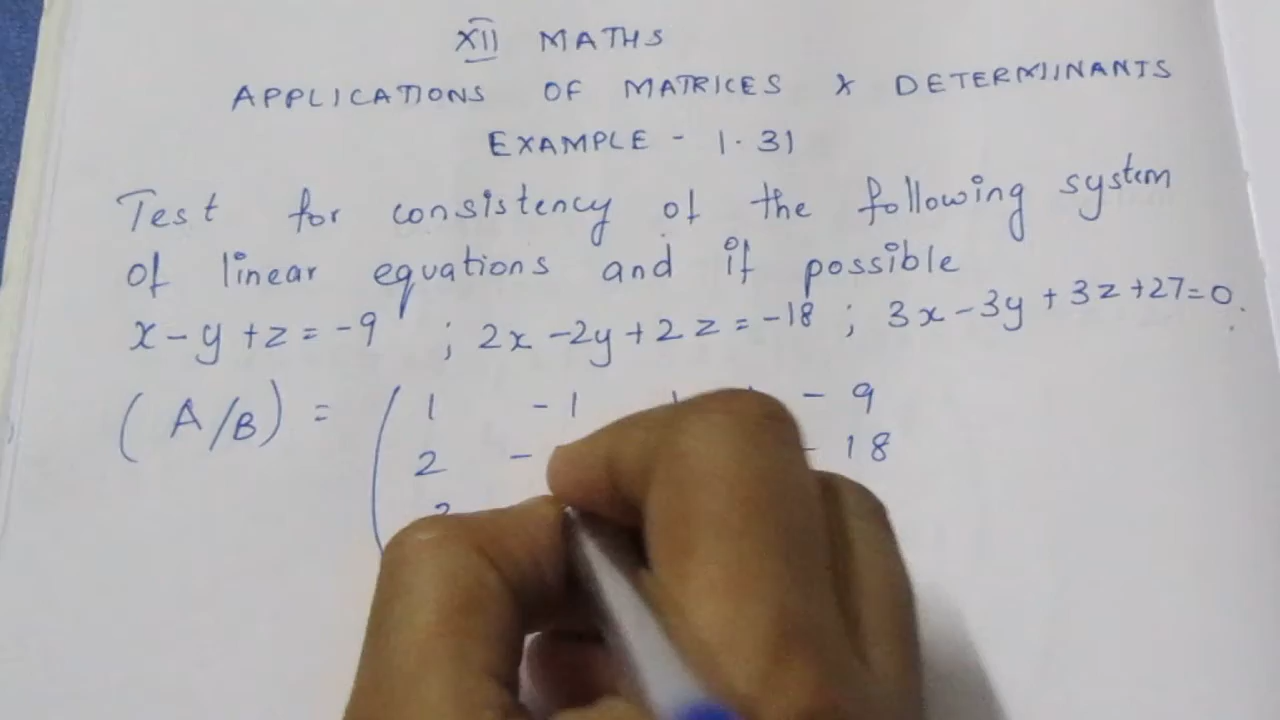 XII MATHS
APPLICATIONS OF MATRICES & DETERMIINANTS
EXAMPLE - 1.31
Test for consistency of the following system
of linear equations and if possible
x - y + z = -9 ; 2x - 2y + 2z = -18 ; 3x - 3y + 3z + 27 = 0.
(A/B) = ( 1 -1 - 9
2 - - 18